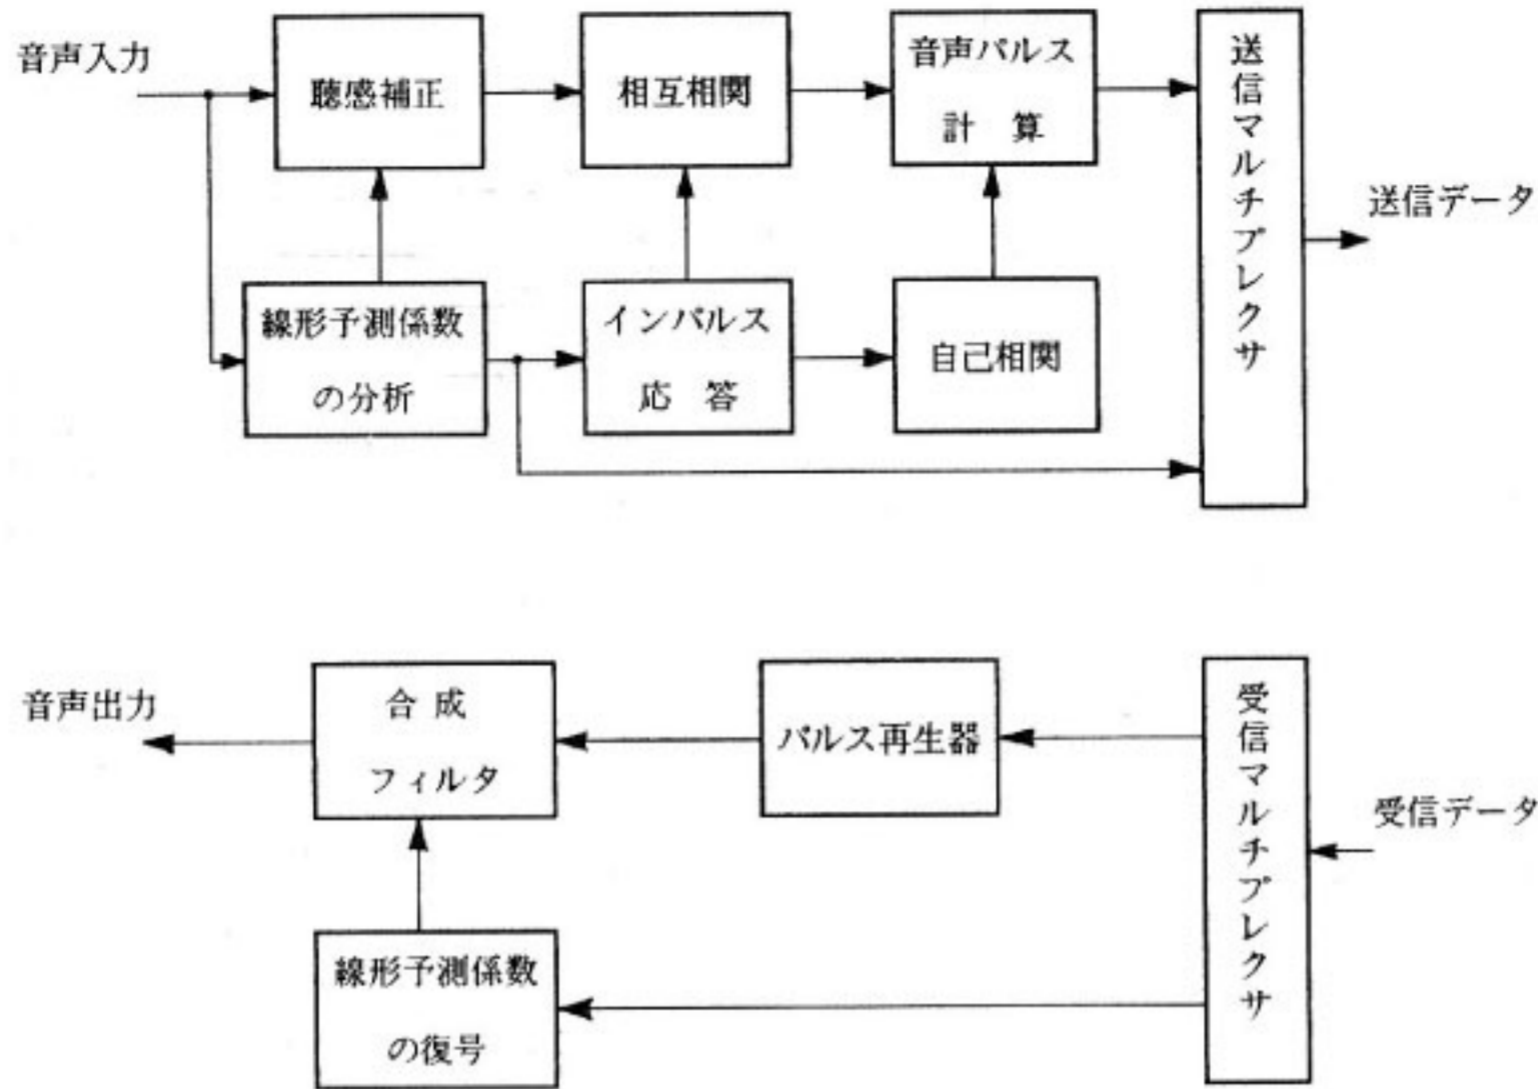 音声入力
聴感補正
相互相関
音声パルス
計 算
送信マルチプレクサ
送信データ
線形予測係数
の分析
インパルス
応 答
自己相関
音声出力
合 成
フィルタ
パルス再生器
受信マルチプレクサ
受信データ
線形予測係数
の復号